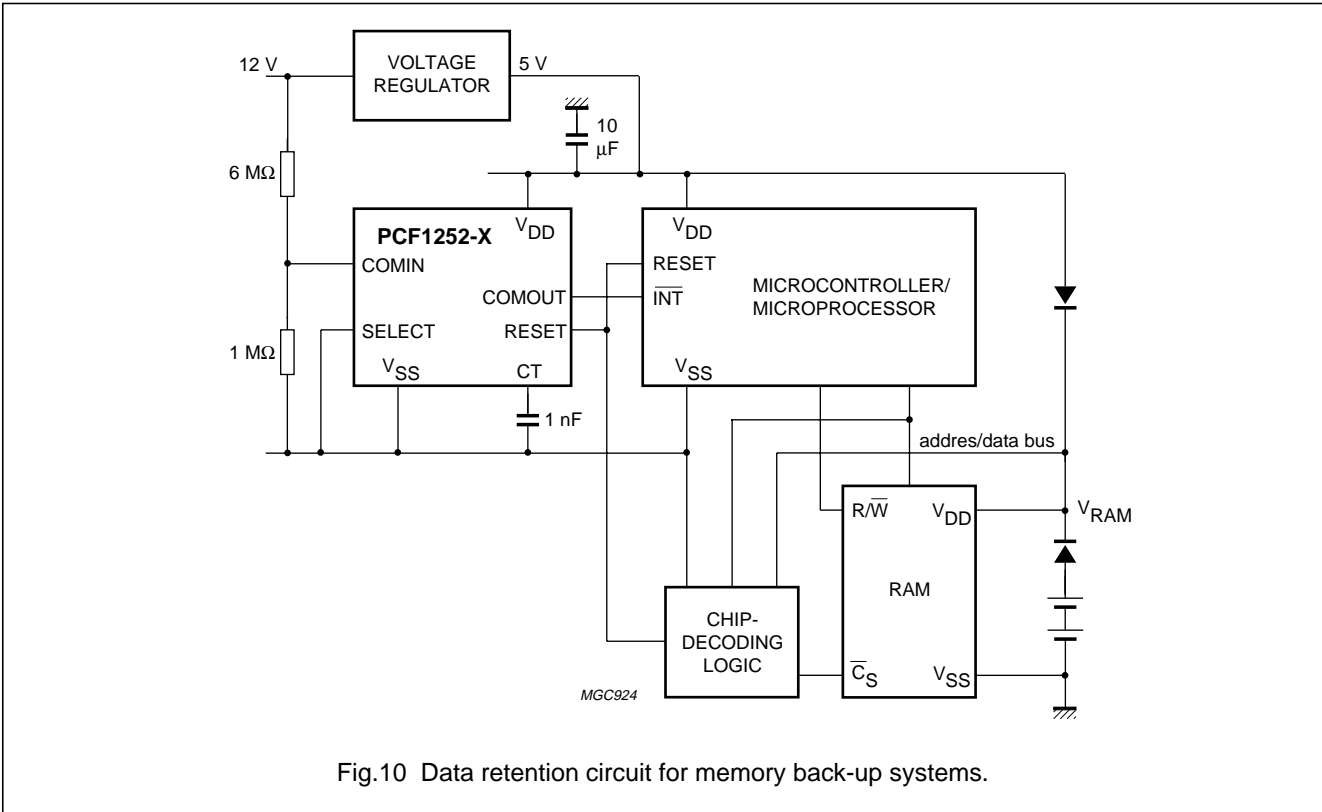 12 V
VOLTAGE
REGULATOR
5 V
10
μF
6 MΩ
PCF1252-X
VDD
COMIN
COMOUT
SELECT
RESET
VSS
CT
1 MΩ
1 nF
VDD
RESET
INT
MICROCONTROLLER/
MICROPROCESSOR
VSS
addres/data bus
R/W
VDD
VRAM
RAM
CHIP-
DECODING
LOGIC
CS
VSS
MGC924
Fig.10 Data retention circuit for memory back-up systems.